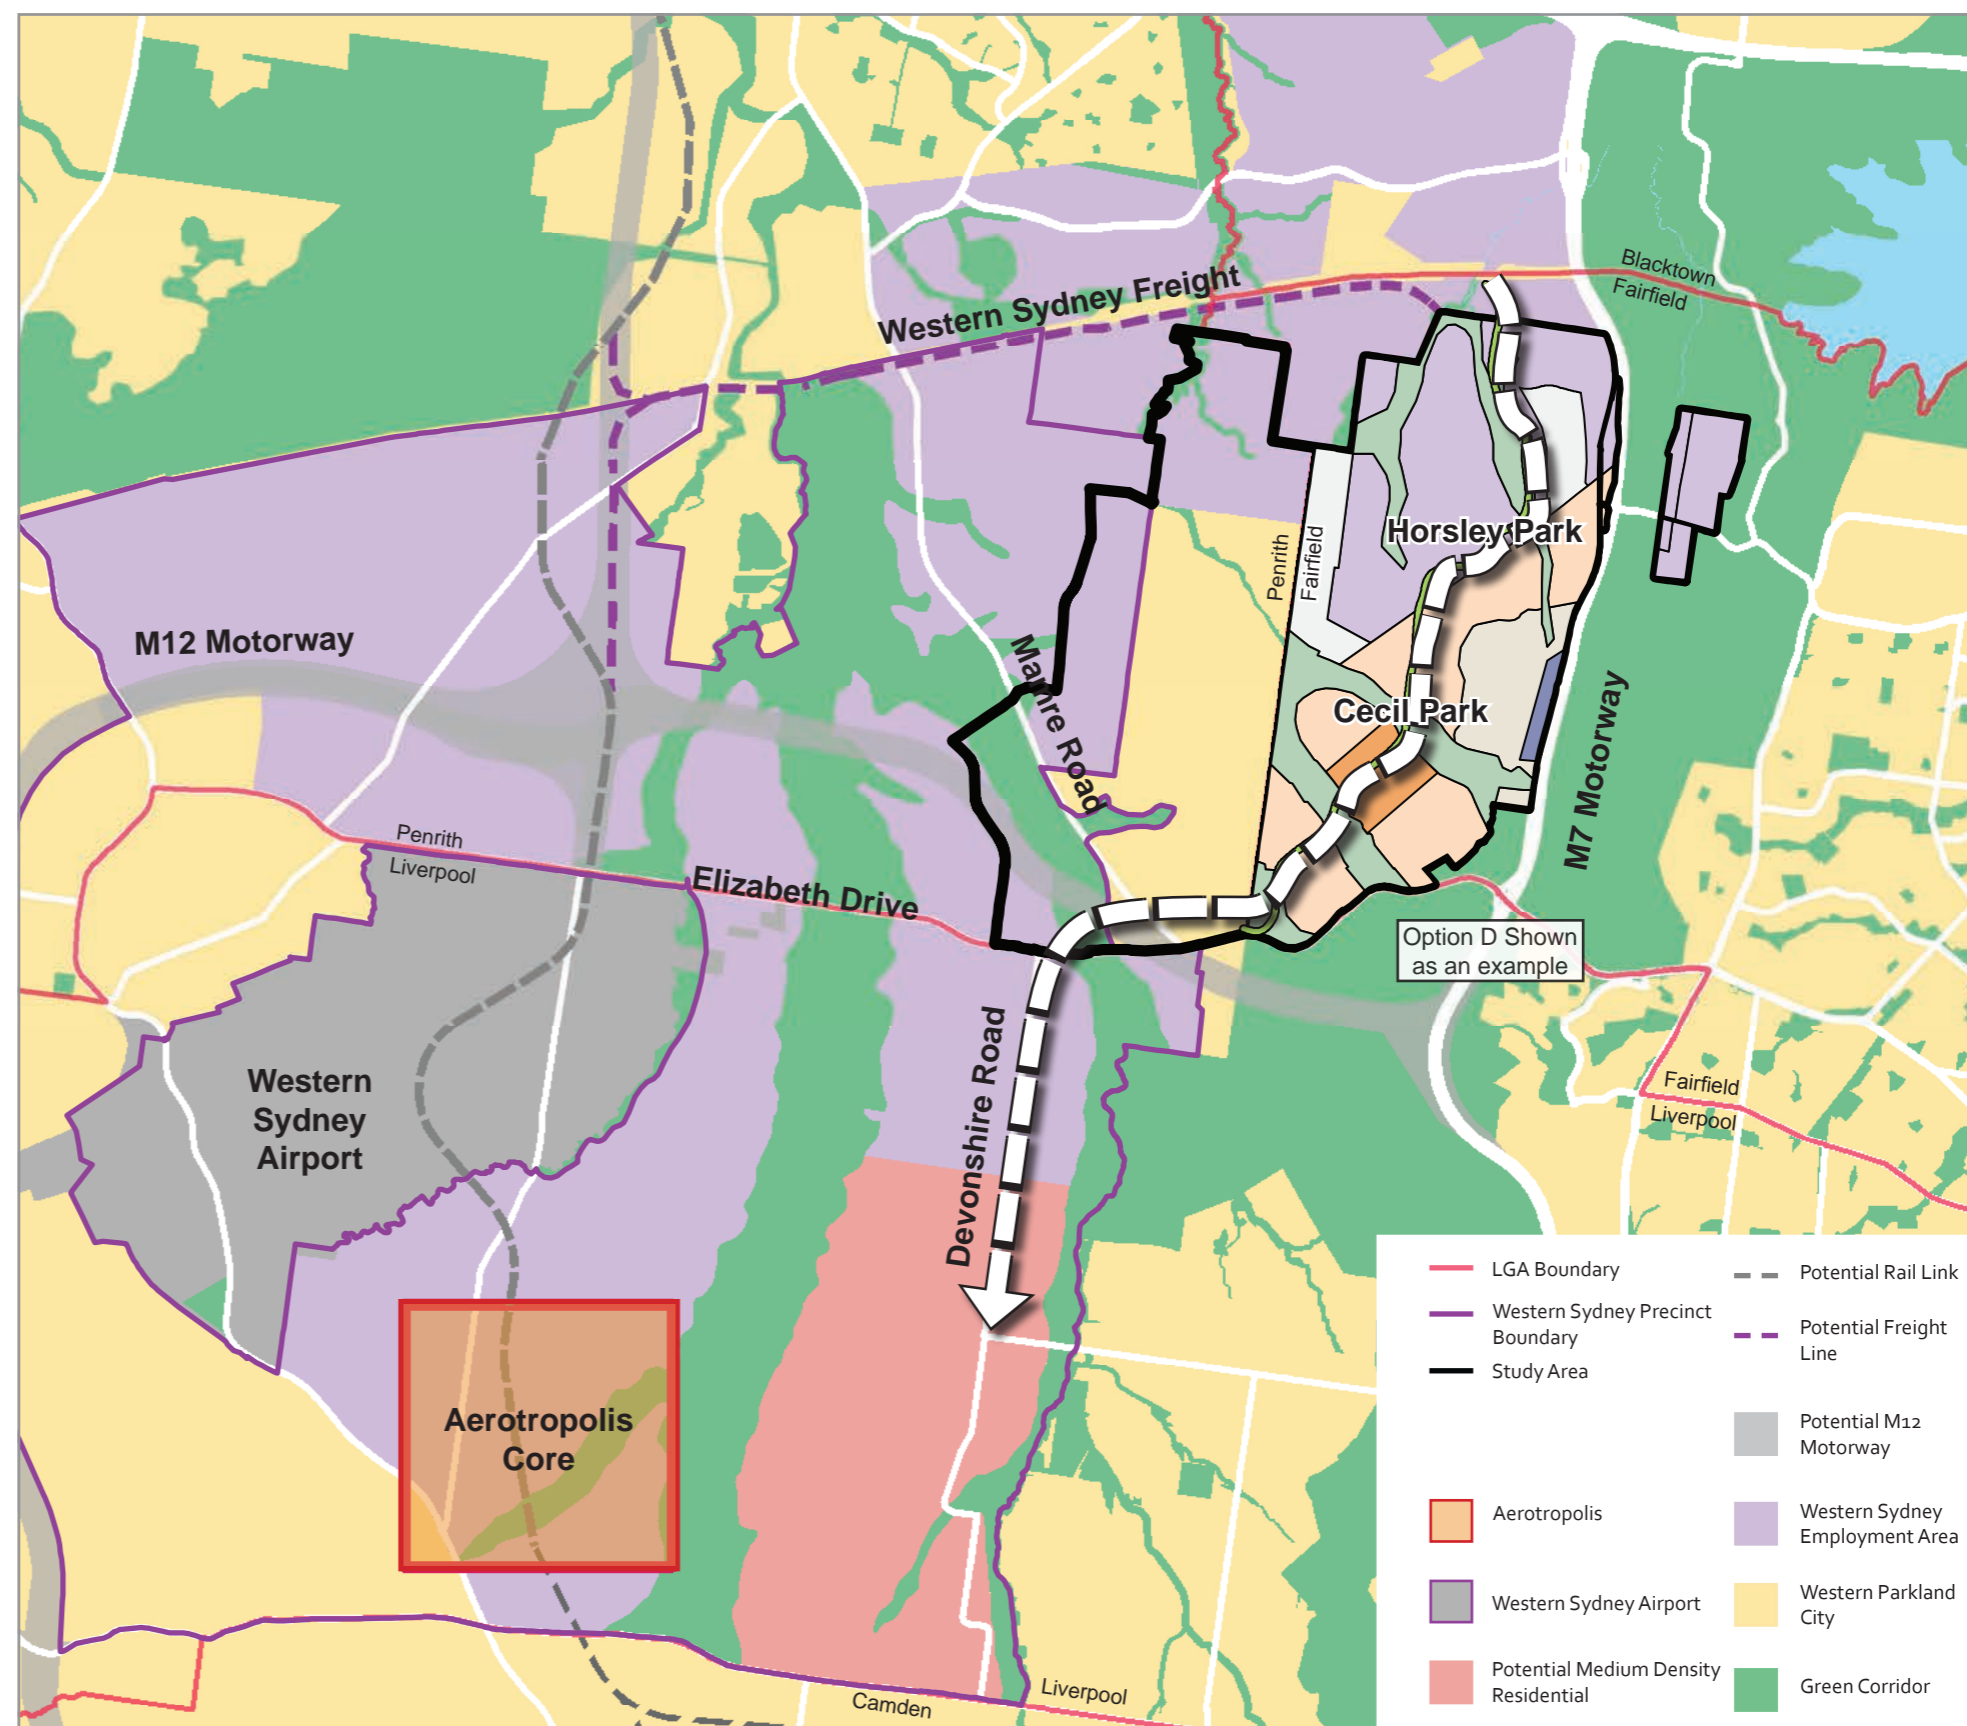 Blacktown
Fairfield
Western Sydney Freight
Horsley Park
Penrith
Fairfield
M12 Motorway
Mamre Road
Cecil Park
M7 Motorway
Penrith
Liverpool
Elizabeth Drive
Option D Shown
as an example
Devonshire Road
Western
Sydney
Airport
Fairfield
Liverpool
Aerotropolis
Core
Camden
Liverpool
LGA Boundary
Western Sydney Precinct
Boundary
Study Area
Aerotropolis
Western Sydney Airport
Potential Medium Density
Residential
Potential Rail Link
Potential Freight
Line
Potential M12
Motorway
Western Sydney
Employment Area
Western Parkland
City
Green Corridor